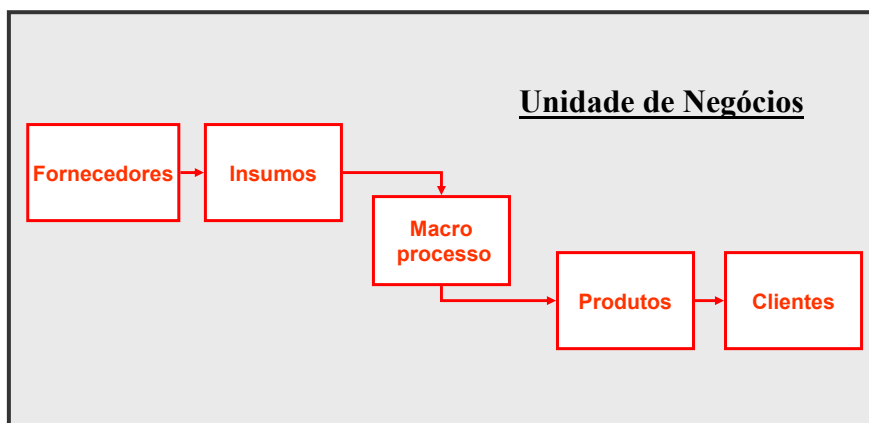 Unidade de Negócios
Fornecedores
Insumos
Macro
processo
Produtos
Clientes